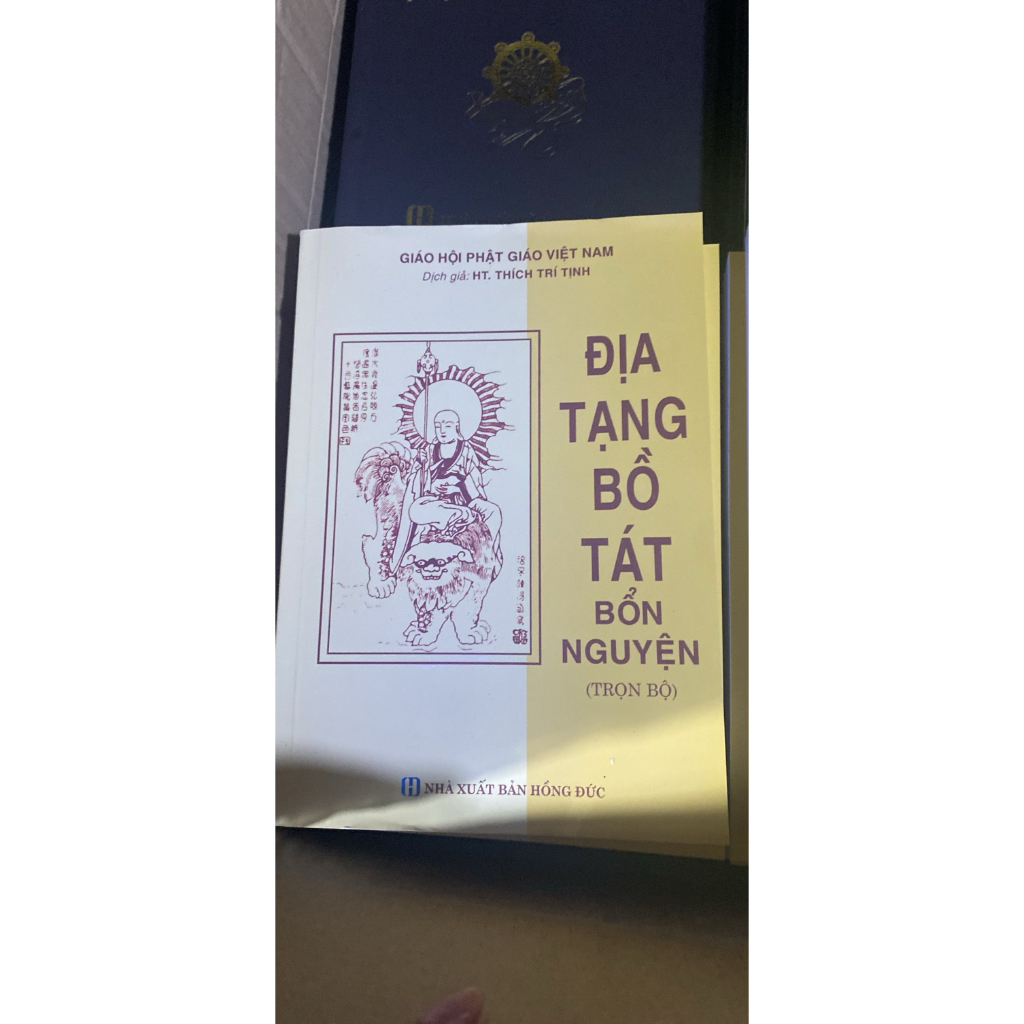 GIÁO HỘI PHẬT GIÁO VIỆT NAM
Dịch giả: HT. THÍCH TRÍ TỊNH
ĐỊA
TẠNG
BỒ
TÁT
BỔN
NGUYỆN
(TRỌN BỘ)
NHÀ XUẤT BẢN HỒNG ĐỨC